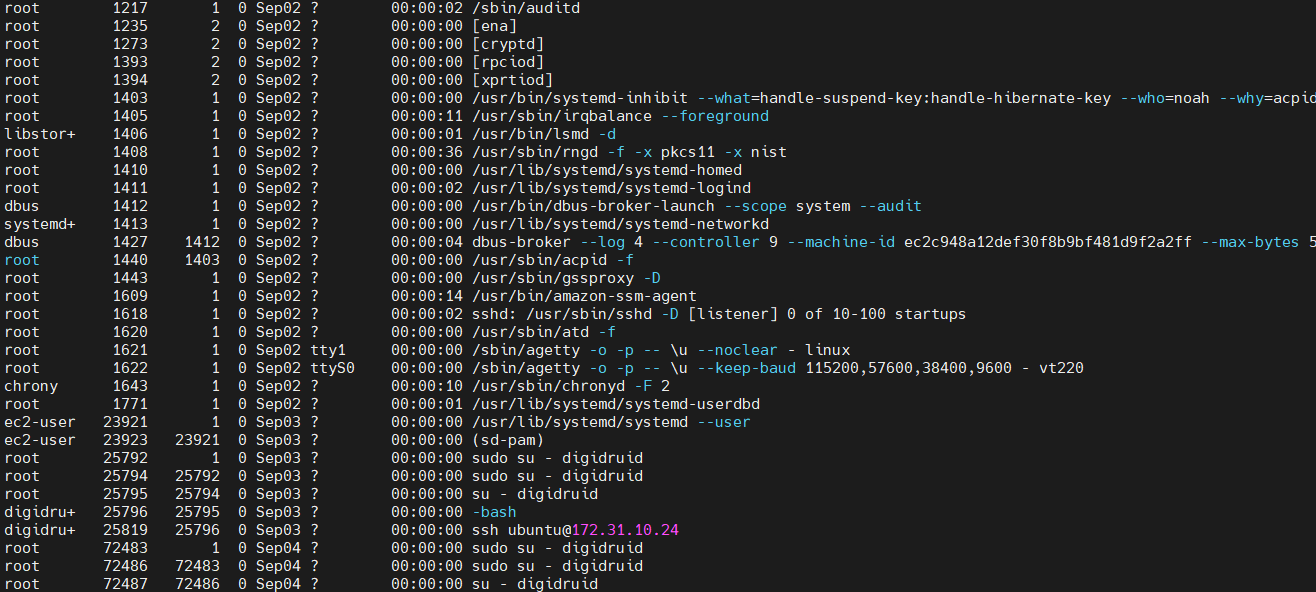 root 1217 1 0 Sep02 ? 00:00:02 /sbin/auditd
root 1235 2 0 Sep02 ? 00:00:00 [ena]
root 1273 2 0 Sep02 ? 00:00:00 [cryptd]
root 1393 2 0 Sep02 ? 00:00:00 [rpciod]
root 1394 2 0 Sep02 ? 00:00:00 [xprtiod]
root 1403 1 0 Sep02 ? 00:00:00 /usr/bin/systemd-inhibit --what=handle-suspend-key:handle-hibernate-key --who=noah --why=acpid
root 1405 1 0 Sep02 ? 00:00:11 /usr/sbin/irqbalance --foreground
libstor+ 1406 1 0 Sep02 ? 00:00:01 /usr/bin/lsmd -d
root 1408 1 0 Sep02 ? 00:00:36 /usr/sbin/rngd -f -x pkcs11 -x nist
root 1410 1 0 Sep02 ? 00:00:00 /usr/lib/systemd/systemd-homed
root 1411 1 0 Sep02 ? 00:00:02 /usr/lib/systemd/systemd-logind
dbus 1412 1 0 Sep02 ? 00:00:00 /usr/bin/dbus-broker-launch --scope system --audit
systemd+ 1413 1 0 Sep02 ? 00:00:00 /usr/lib/systemd/systemd-networkd
dbus 1427 1412 0 Sep02 ? 00:00:04 dbus-broker --log 4 --controller 9 --machine-id ec2c948a12def30f8b9bf481d9f2a2ff --max-bytes 5
root 1440 1403 0 Sep02 ? 00:00:00 /usr/sbin/acpid -f
root 1443 1 0 Sep02 ? 00:00:00 /usr/sbin/gssproxy -D
root 1609 1 0 Sep02 ? 00:00:14 /usr/bin/amazon-ssm-agent
root 1618 1 0 Sep02 ? 00:00:02 sshd: /usr/sbin/sshd -D [listener] 0 of 10-100 startups
root 1620 1 0 Sep02 ? 00:00:00 /usr/sbin/atd -f
root 1621 1 0 Sep02 tty1 00:00:00 /sbin/agetty -o -p -- \u --noclear - linux
root 1622 1 0 Sep02 ttyS0 00:00:00 /sbin/agetty -o -p -- \u --keep-baud 115200,57600,38400,9600 - vt220
chrony 1643 1 0 Sep02 ? 00:00:10 /usr/sbin/chronyd -F 2
root 1771 1 0 Sep02 ? 00:00:01 /usr/lib/systemd/systemd-userdbd
ec2-user 23921 1 0 Sep03 ? 00:00:00 /usr/lib/systemd/systemd --user
ec2-user 23923 23921 0 Sep03 ? 00:00:00 (sd-pam)
root 25792 1 0 Sep03 ? 00:00:00 sudo su - digidruid
root 25794 25792 0 Sep03 ? 00:00:00 sudo su - digidruid
root 25795 25794 0 Sep03 ? 00:00:00 su - digidruid
digidru+ 25796 25795 0 Sep03 ? 00:00:00 -bash
digidru+ 25819 25796 0 Sep03 ? 00:00:00 ssh ubuntu@172.31.10.24
root 72483 1 0 Sep04 ? 00:00:00 sudo su - digidruid
root 72486 72483 0 Sep04 ? 00:00:00 sudo su - digidruid
root 72487 72486 0 Sep04 ? 00:00:00 su - digidruid